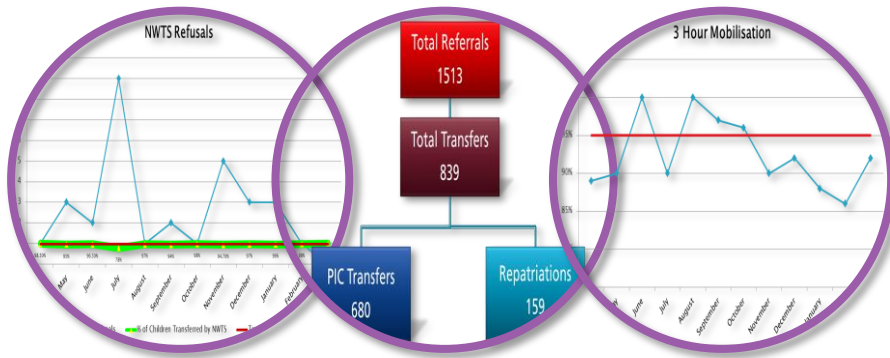 NWTS Refusals
5
3
May
June
July
August
September
October
November
December
January
February
% of Children Transferred by NWTS
Total Referrals
1513
Total Transfers
839
PIC Transfers
680
Repatriations
159
3 Hour Mobilisation
90%
85%
June
July
August
September
October
November
December
January